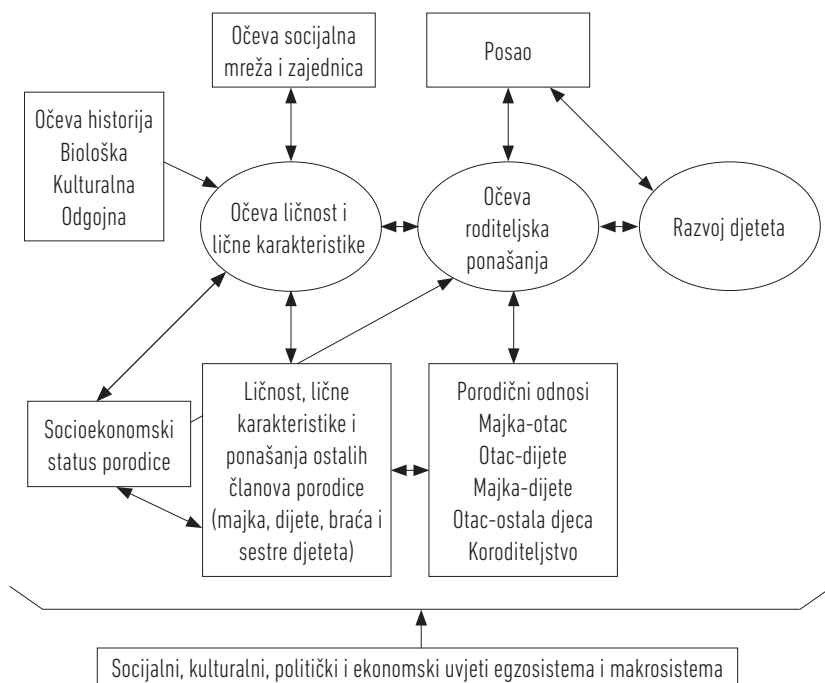 Očeva socijalna
mreža i zajednica
Posao
Očeva historija
Biološka
Kulturalna
Odgojna
Očeva ličnost i
lične karakteristike
Očeva
roditeljska
ponašanja
Razvoj djeteta
Socioekonomski
status porodice
Ličnost, lične
karakteristike i
ponašanja ostalih
članova porodice
(majka, dijete, braća i
sestre djeteta)
Porodični odnosi
Majka-otac
Otac-dijete
Majka-dijete
Otac-ostala djeca
Koroditeljstvo
Socijalni, kulturalni, politički i ekonomski uvjeti egzosistema i makrosistema